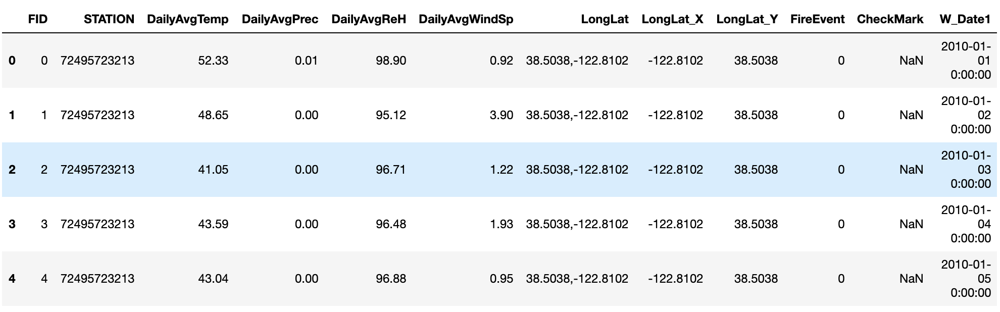 FID STATION DailyAvgTemp DailyAvgPrec DailyAvgReH DailyAvgWindSp LongLat LongLat_X LongLat_Y FireEvent CheckMark W_Date1
2010-01-
0 0 72495723213 52.33 0.01 98.90 0.92 38.5038,-122.8102 -122.8102 38.5038 0 NaN 01
0:00:00
2010-01-
1 1 72495723213 48.65 0.00 95.12 3.90 38.5038,-122.8102 -122.8102 38.5038 0 NaN 02
0:00:00
2010-01-
2 2 72495723213 41.05 0.00 96.71 1.22 38.5038,-122.8102 -122.8102 38.5038 0 NaN 03
0:00:00
2010-01-
3 3 72495723213 43.59 0.00 96.48 1.93 38.5038,-122.8102 -122.8102 38.5038 0 NaN 04
0:00:00
2010-01-
4 4 72495723213 43.04 0.00 96.88 0.95 38.5038,-122.8102 -122.8102 38.5038 0 NaN 05
0:00:00